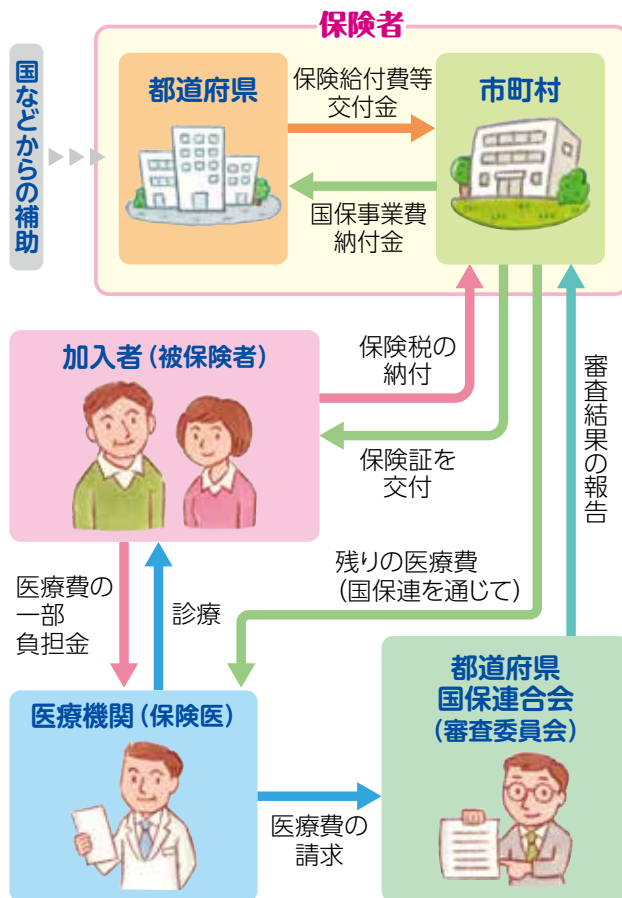 保険者
国などからの補助
都道府県
保険給付費等
交付金
市町村
国保事業費
納付金
加入者(被保険者)
保険税の
納付
保険証を
交付
審査結果の報告
医療費の
一部
負担金
診療
残りの医療費
(国保連を通じて)
医療機関(保険医)
医療費の
請求
都道府県
国保連合会
(審査委員会)